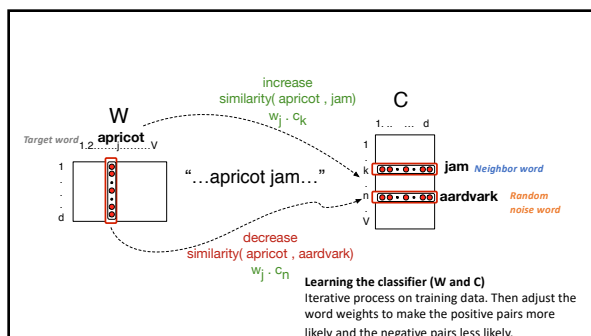 increase
similarity( apricot , jam)
wj . ck
W
C
Target word
apricot
1.2........j.........V
1. .. ... d
1
.
.
.
d
1
.
k
.
n
.
V
"...apricot jam..."
jam
Neighbor word
aardvark
Random
noise word
decrease
similarity( apricot , aardvark)
wj . cn
Learning the classifier (W and C)
Iterative process on training data. Then adjust the
word weights to make the positive pairs more
likely and the negative pairs less likely.